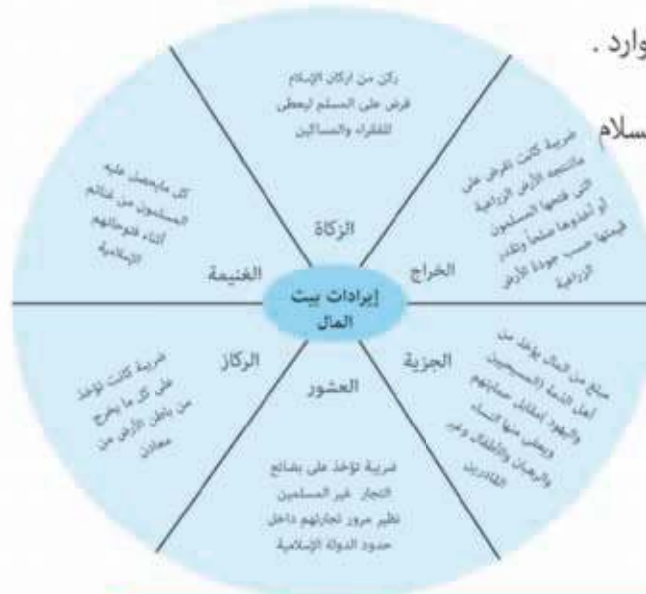 وارد .
سلام
إيرادات بيت
المال
الزكاة
ركن من اركان الإسلام
فرض على المسلم ليعطى
للفقراء والمساكين
الخراج
ضريبة كانت تفرض على
ماتنتجه الأرض الزراعية
التي فتحها المسلمون
أو أخذوها صلحاً وتقدر
قيمتها حسب جودة الأرض
الزراعية
الجزية
مبلغ من المال يؤخذ من
أهل الذمة (المسيحيين
واليهود) مقابل حمايتهم
ويعفى منها النساء
والرهبان والأطفال وغير
القادرين
العشور
ضريبة تؤخذ على بضائع
التجار غير المسلمين
نظير مرور تجارتهم داخل
حدود الدولة الإسلامية
الركاز
ضريبة كانت تؤخذ
على كل ما يخرج
من باطن الأرض من
معادن
الغنيمة
كل مايحصل عليه
المسلمون من غنائم
أثناء فتوحاتهم
الإسلامية